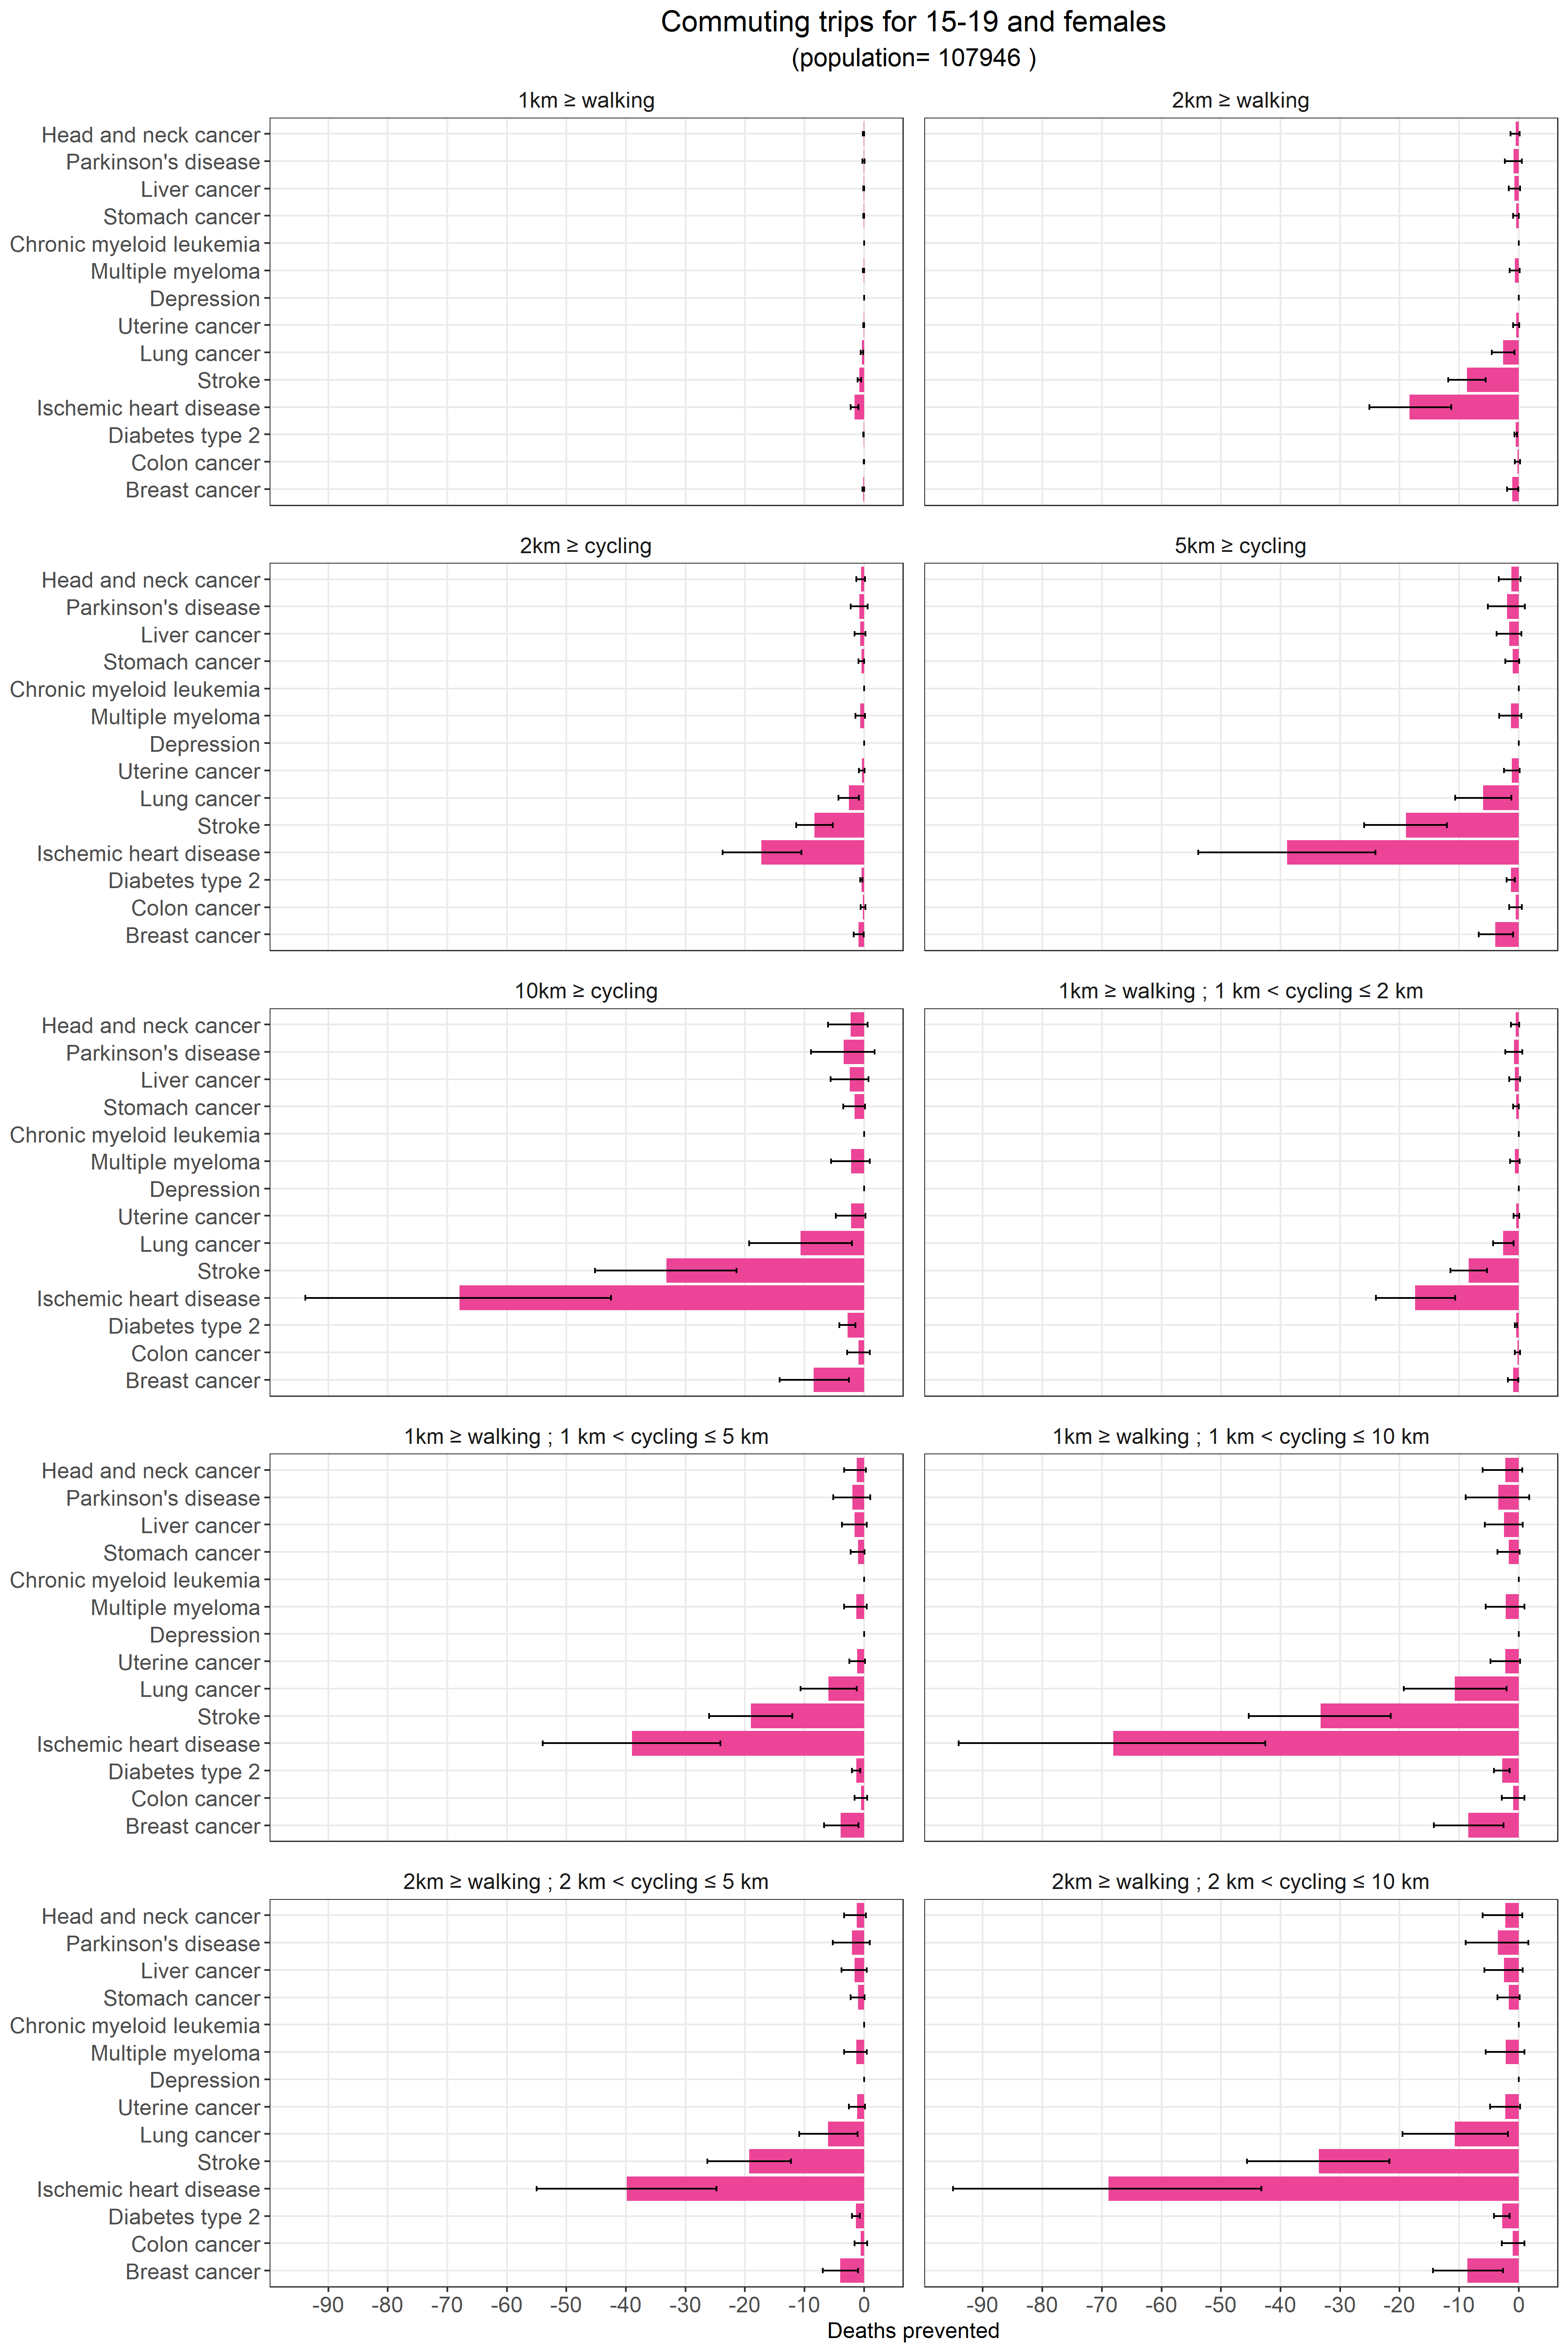 Commuting trips for 15-19 and females
(population= 107946 )
1km ≥ walking
2km ≥ walking
Head and neck cancer
Parkinson's disease
Liver cancer
Stomach cancer
Chronic myeloid leukemia
Multiple myeloma
Depression
Uterine cancer
Lung cancer
Stroke
Ischemic heart disease
Diabetes type 2
Colon cancer
Breast cancer
2km ≥ cycling
5km ≥ cycling
Head and neck cancer
Parkinson's disease
Liver cancer
Stomach cancer
Chronic myeloid leukemia
Multiple myeloma
Depression
Uterine cancer
Lung cancer
Stroke
Ischemic heart disease
Diabetes type 2
Colon cancer
Breast cancer
10km ≥ cycling
1km ≥ walking ; 1 km < cycling ≤ 2 km
Head and neck cancer
Parkinson's disease
Liver cancer
Stomach cancer
Chronic myeloid leukemia
Multiple myeloma
Depression
Uterine cancer
Lung cancer
Stroke
Ischemic heart disease
Diabetes type 2
Colon cancer
Breast cancer
1km ≥ walking ; 1 km < cycling ≤ 5 km
1km ≥ walking ; 1 km < cycling ≤ 10 km
Head and neck cancer
Parkinson's disease
Liver cancer
Stomach cancer
Chronic myeloid leukemia
Multiple myeloma
Depression
Uterine cancer
Lung cancer
Stroke
Ischemic heart disease
Diabetes type 2
Colon cancer
Breast cancer
2km ≥ walking ; 2 km < cycling ≤ 5 km
2km ≥ walking ; 2 km < cycling ≤ 10 km
Head and neck cancer
Parkinson's disease
Liver cancer
Stomach cancer
Chronic myeloid leukemia
Multiple myeloma
Depression
Uterine cancer
Lung cancer
Stroke
Ischemic heart disease
Diabetes type 2
Colon cancer
Breast cancer
-90 -80 -70 -60 -50 -40 -30 -20 -10 0
-90 -80 -70 -60 -50 -40 -30 -20 -10 0
Deaths prevented